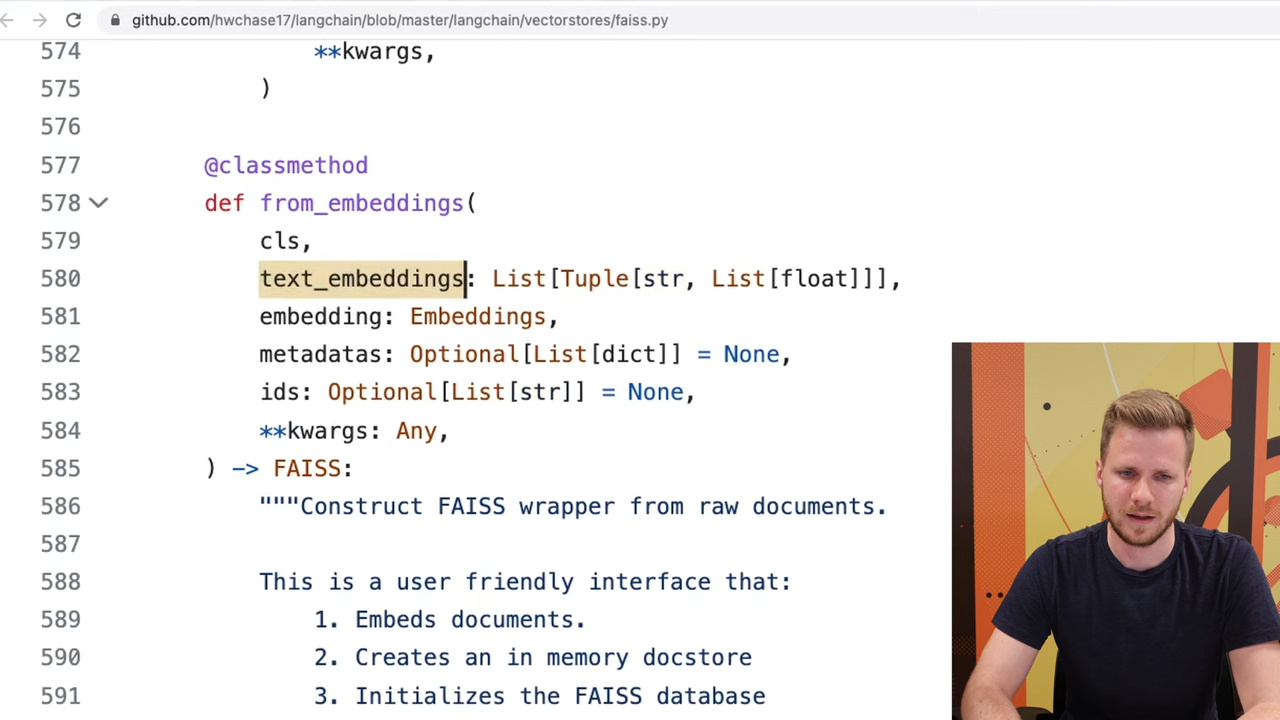 github.com/hwchase17/langchain/blob/master/langchain/vectorstores/faiss.py
574 **kwargs,
575 )
576
577 @classmethod
578 def from_embeddings(
579 cls,
580 text_embeddings: List[Tuple[str, List[float]]],
581 embedding: Embeddings,
582 metadatas: Optional[List[dict]] = None,
583 ids: Optional[List[str]] = None,
584 **kwargs: Any,
585 ) -> FAISS:
586 """Construct FAISS wrapper from raw documents.
587
588 This is a user friendly interface that:
589 1. Embeds documents.
590 2. Creates an in memory docstore
591 3. Initializes the FAISS database